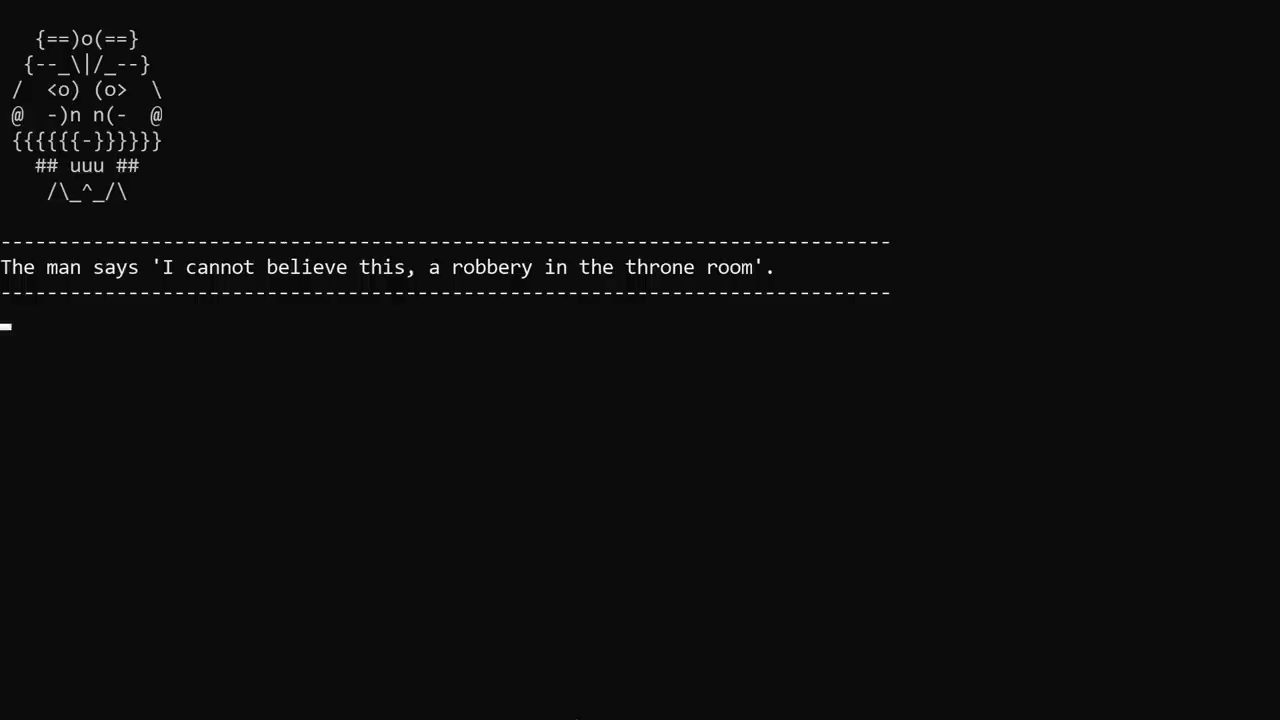 {==)o(==}
  {--_\|/_--}
 /  <o) (o>  \
 @  -)n n(-  @
 {{{{{{-}}}}}}
   ## uuu ##
    /\_^_/\
-----------------------------------------------------------------------------
The man says 'I cannot believe this, a robbery in the throne room'.
-----------------------------------------------------------------------------